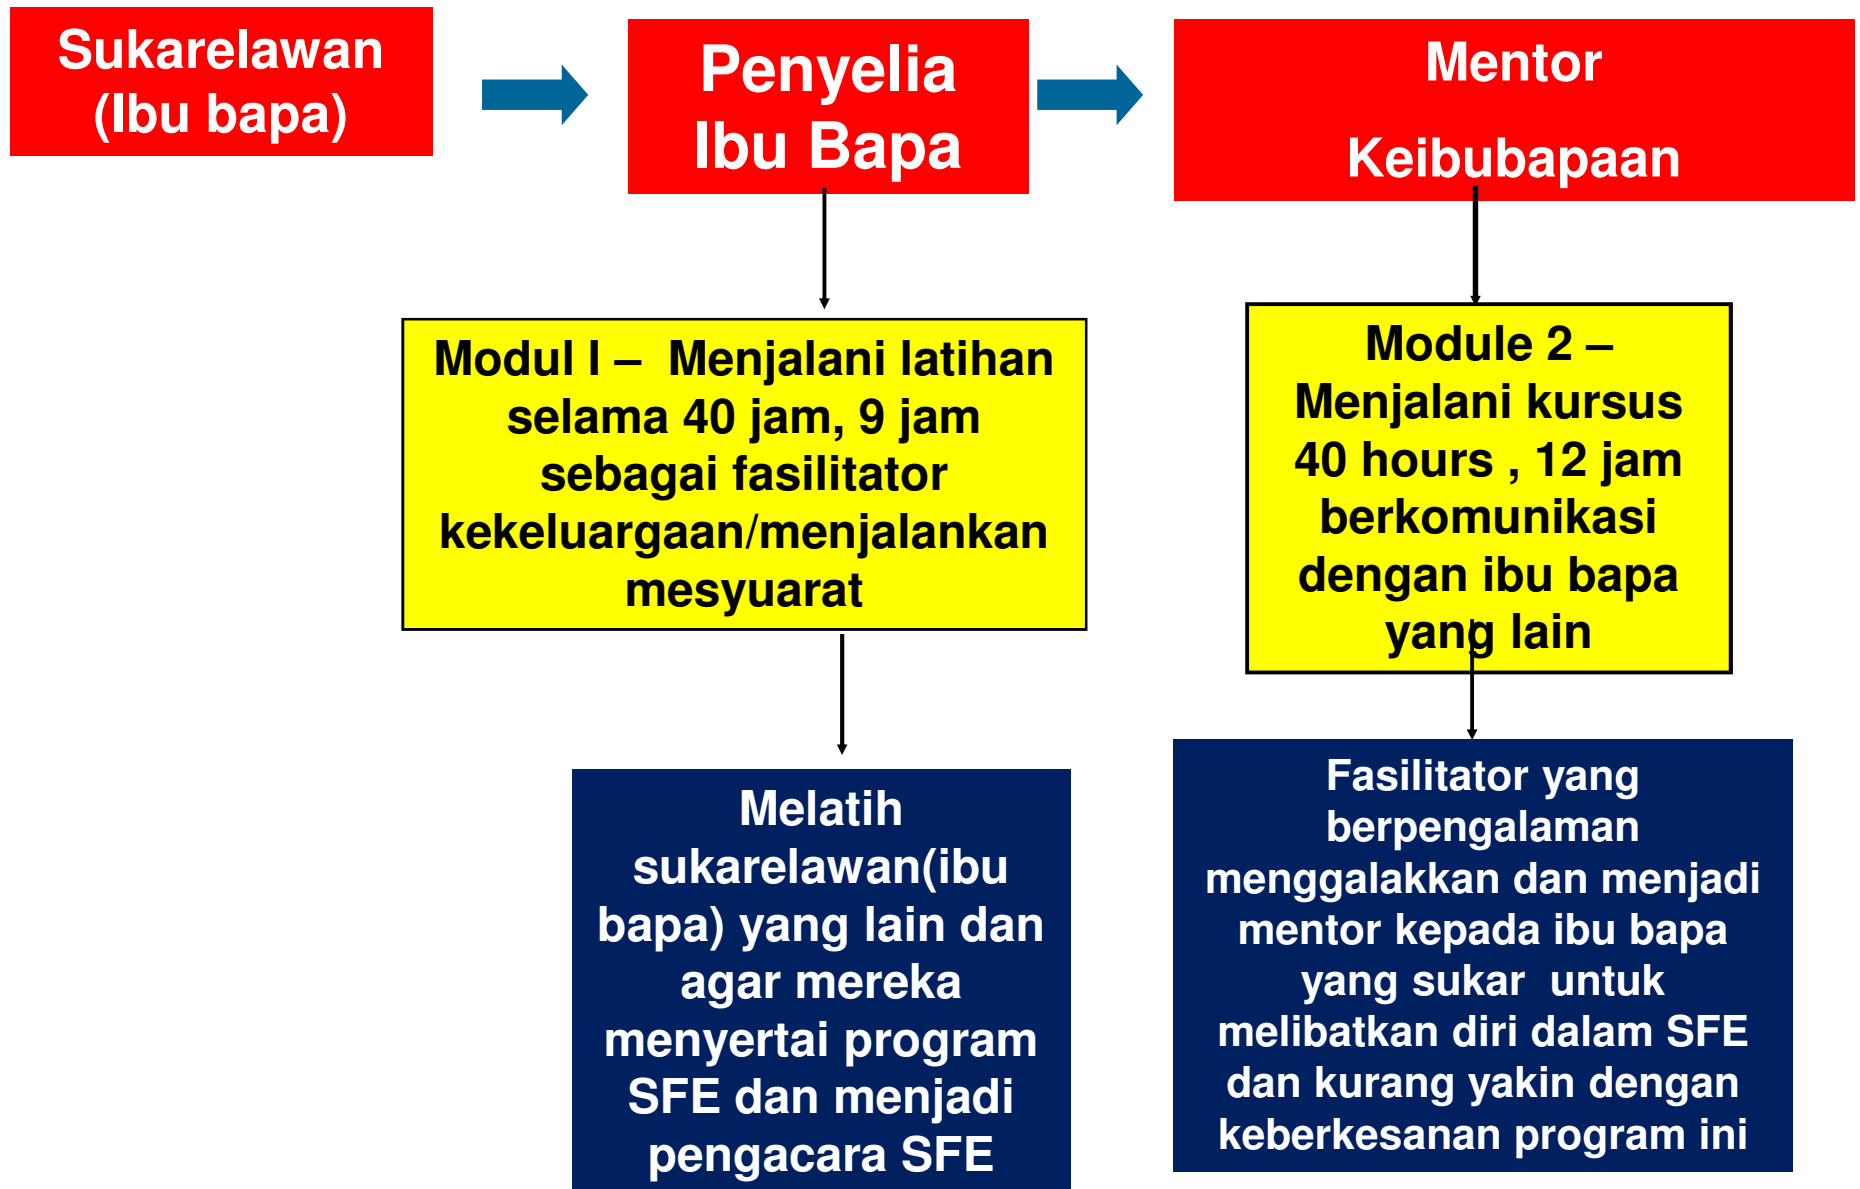 Sukarelawan
(Ibu bapa)
Penyelia
Ibu Bapa
Mentor
Keibubapaan
Modul I –  Menjalani latihan
selama 40 jam, 9 jam
sebagai fasilitator
kekeluargaan/menjalankan
mesyuarat
Module 2 –
Menjalani kursus
40 hours , 12 jam
berkomunikasi
dengan ibu bapa
yang lain
Melatih
sukarelawan(ibu
bapa) yang lain dan
agar mereka
menyertai program
SFE dan menjadi
pengacara SFE
Fasilitator yang
berpengalaman
menggalakkan dan menjadi
mentor kepada ibu bapa
yang sukar  untuk
melibatkan diri dalam SFE
dan kurang yakin dengan
keberkesanan program ini